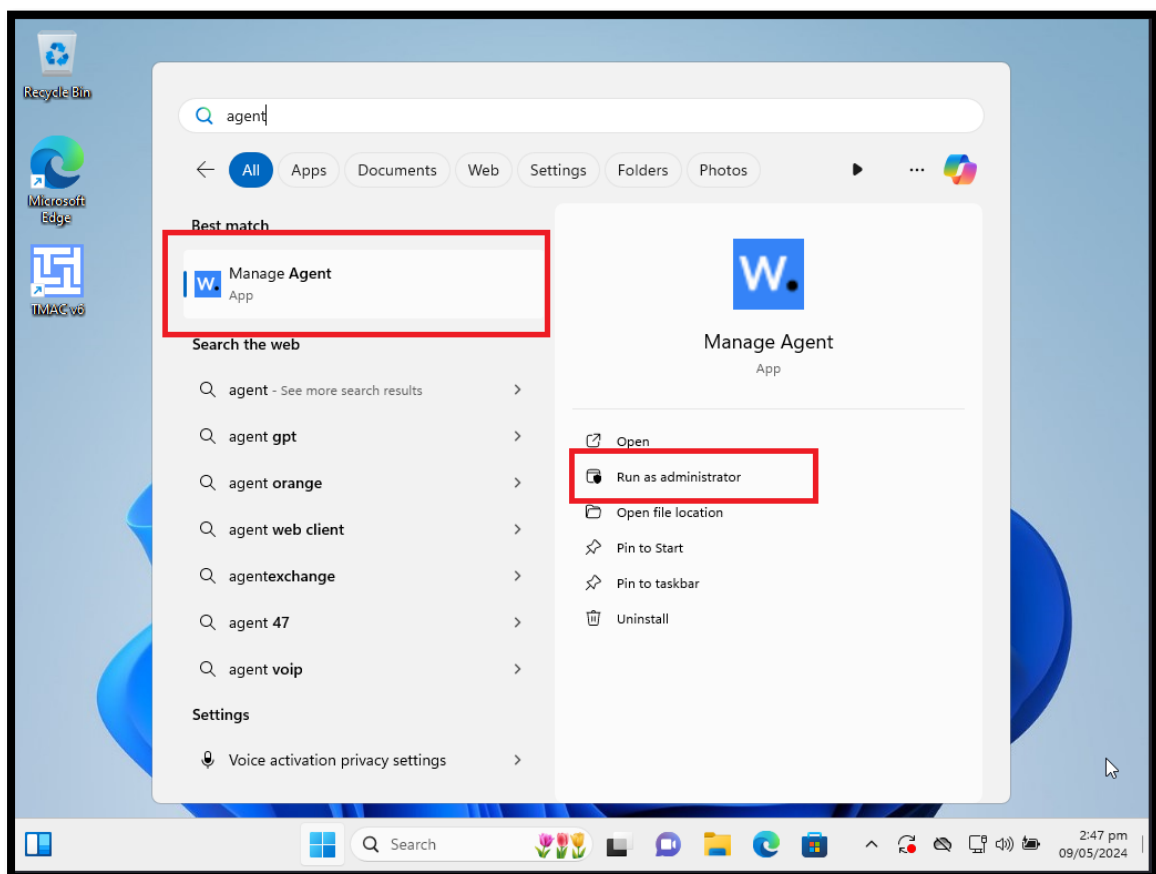 Recycle Bin
Microsoft
Edge
TMAC v6
agent
All
Apps
Documents
Web
Settings
Folders
Photos
Best match
W.
Manage Agent
App
Search the web
agent - See more search results
agent gpt
agent orange
agent web client
agentexchange
agent 47
agent voip
Settings
Voice activation privacy settings
W.
Manage Agent
App
Open
Run as administrator
Open file location
Pin to Start
Pin to taskbar
Uninstall
Search
2:47 pm
09/05/2024